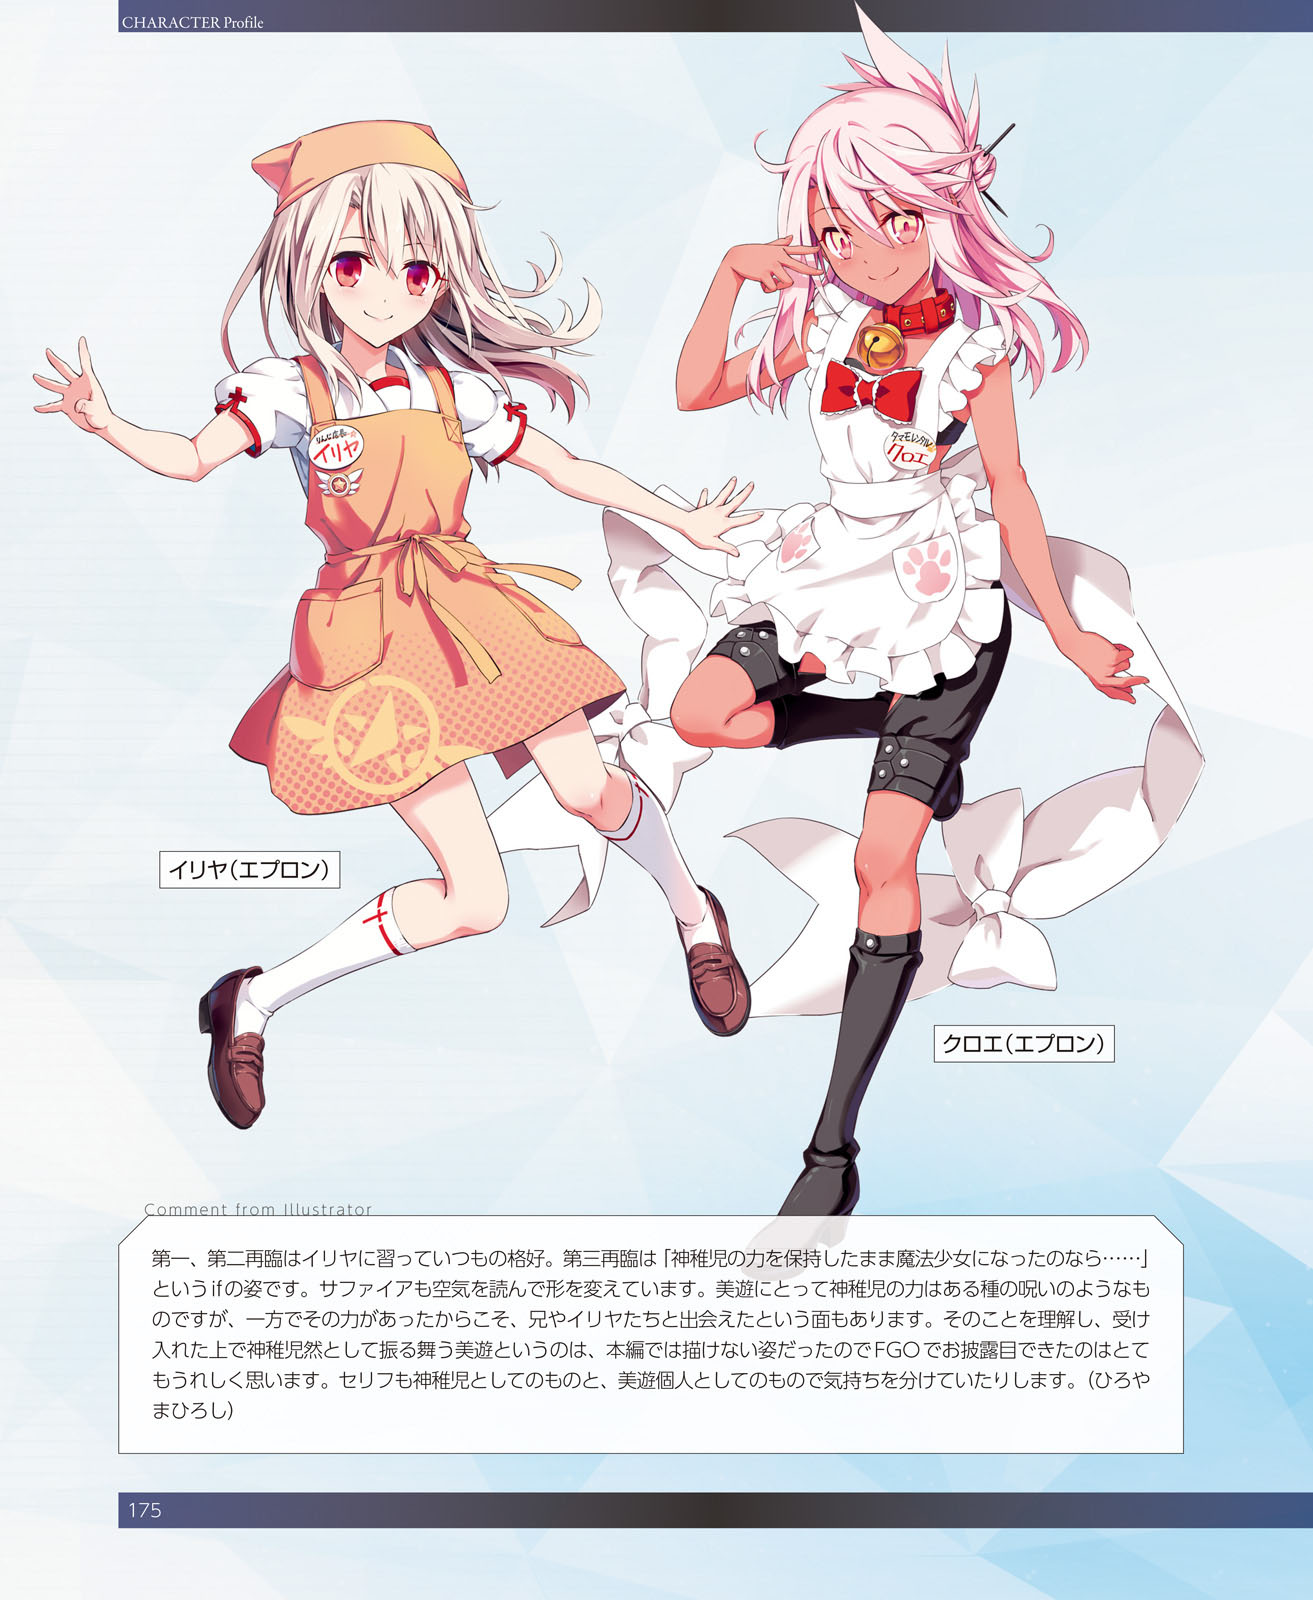 CHARACTER Profile
りんじ店長
イリヤ
タマモレンタル
クロエ
イリヤ（エプロン）
クロエ（エプロン）
Comment from Illustrator
第一、第二再臨はイリヤに習っていつもの格好。第三再臨は「神稚児の力を保持したまま魔法少女になったのなら……」
というifの姿です。サファイアも空気を読んで形を変えています。美遊にとって神稚児の力はある種の呪いのようなも
のですが、一方でその力があったからこそ、兄やイリヤたちと出会えたという面もあります。そのことを理解し、受け
入れた上で神稚児然として振る舞う美遊というのは、本編では描けない姿だったのでFGOでお披露目できたのはとて
もうれしく思います。セリフも神稚児としてのものと、美遊個人としてのもので気持ちを分けていたりします。（ひろや
まひろし）
175